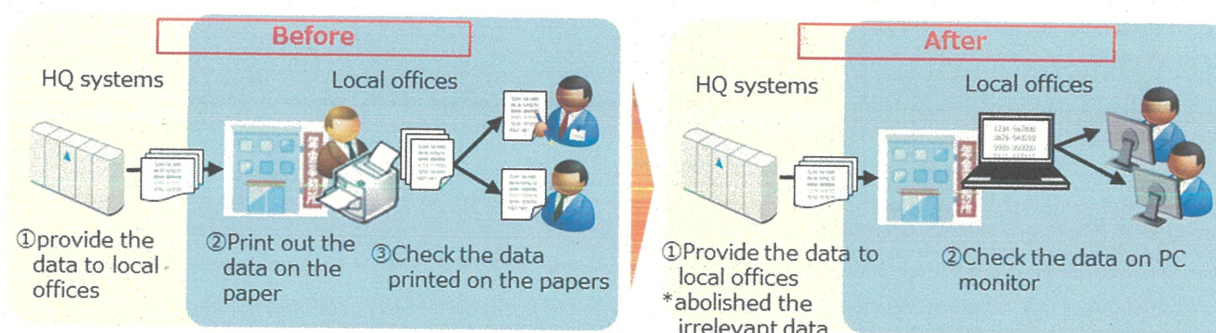 Before
HQ systems
Local offices
①provide the
data to local
offices
②Print out the
data on the
paper
③Check the data
printed on the papers
After
HQ systems
Local offices
①Provide the data to
local offices
*abolished the
irrelevant data
②Check the data on PC
monitor